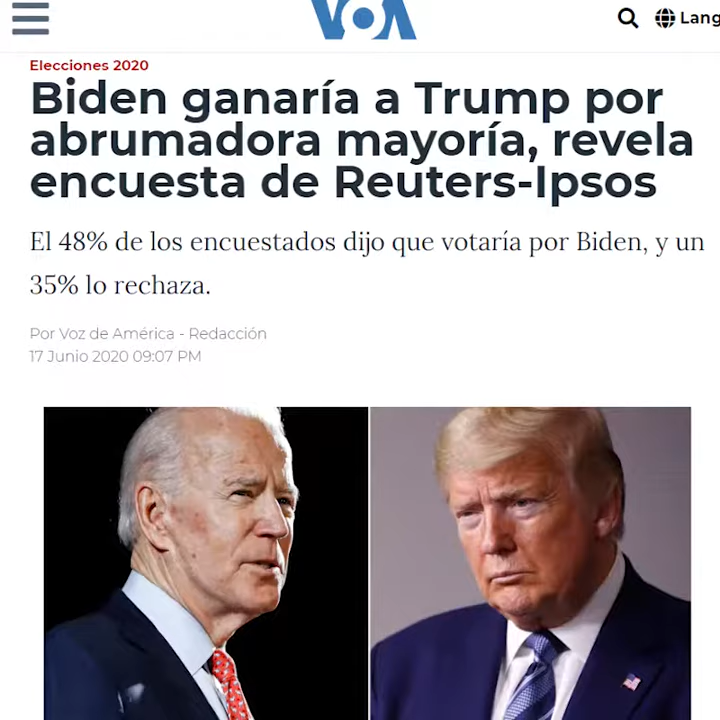 VOA
Lang
Elecciones 2020
Biden ganaría a Trump por
abrumadora mayoría, revela
encuesta de Reuters-Ipsos
El 48% de los encuestados dijo que votaría por Biden, y un
35% lo rechaza.
Por Voz de América - Redacción
17 Junio 2020 09:07 PM